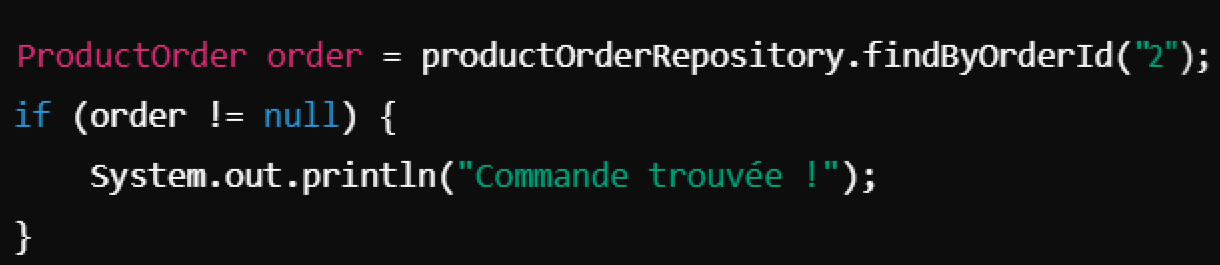 ProductOrder order = productOrderRepository.findByOrderId("2");
if (order != null) {
    System.out.println("Commande trouvée !");
}